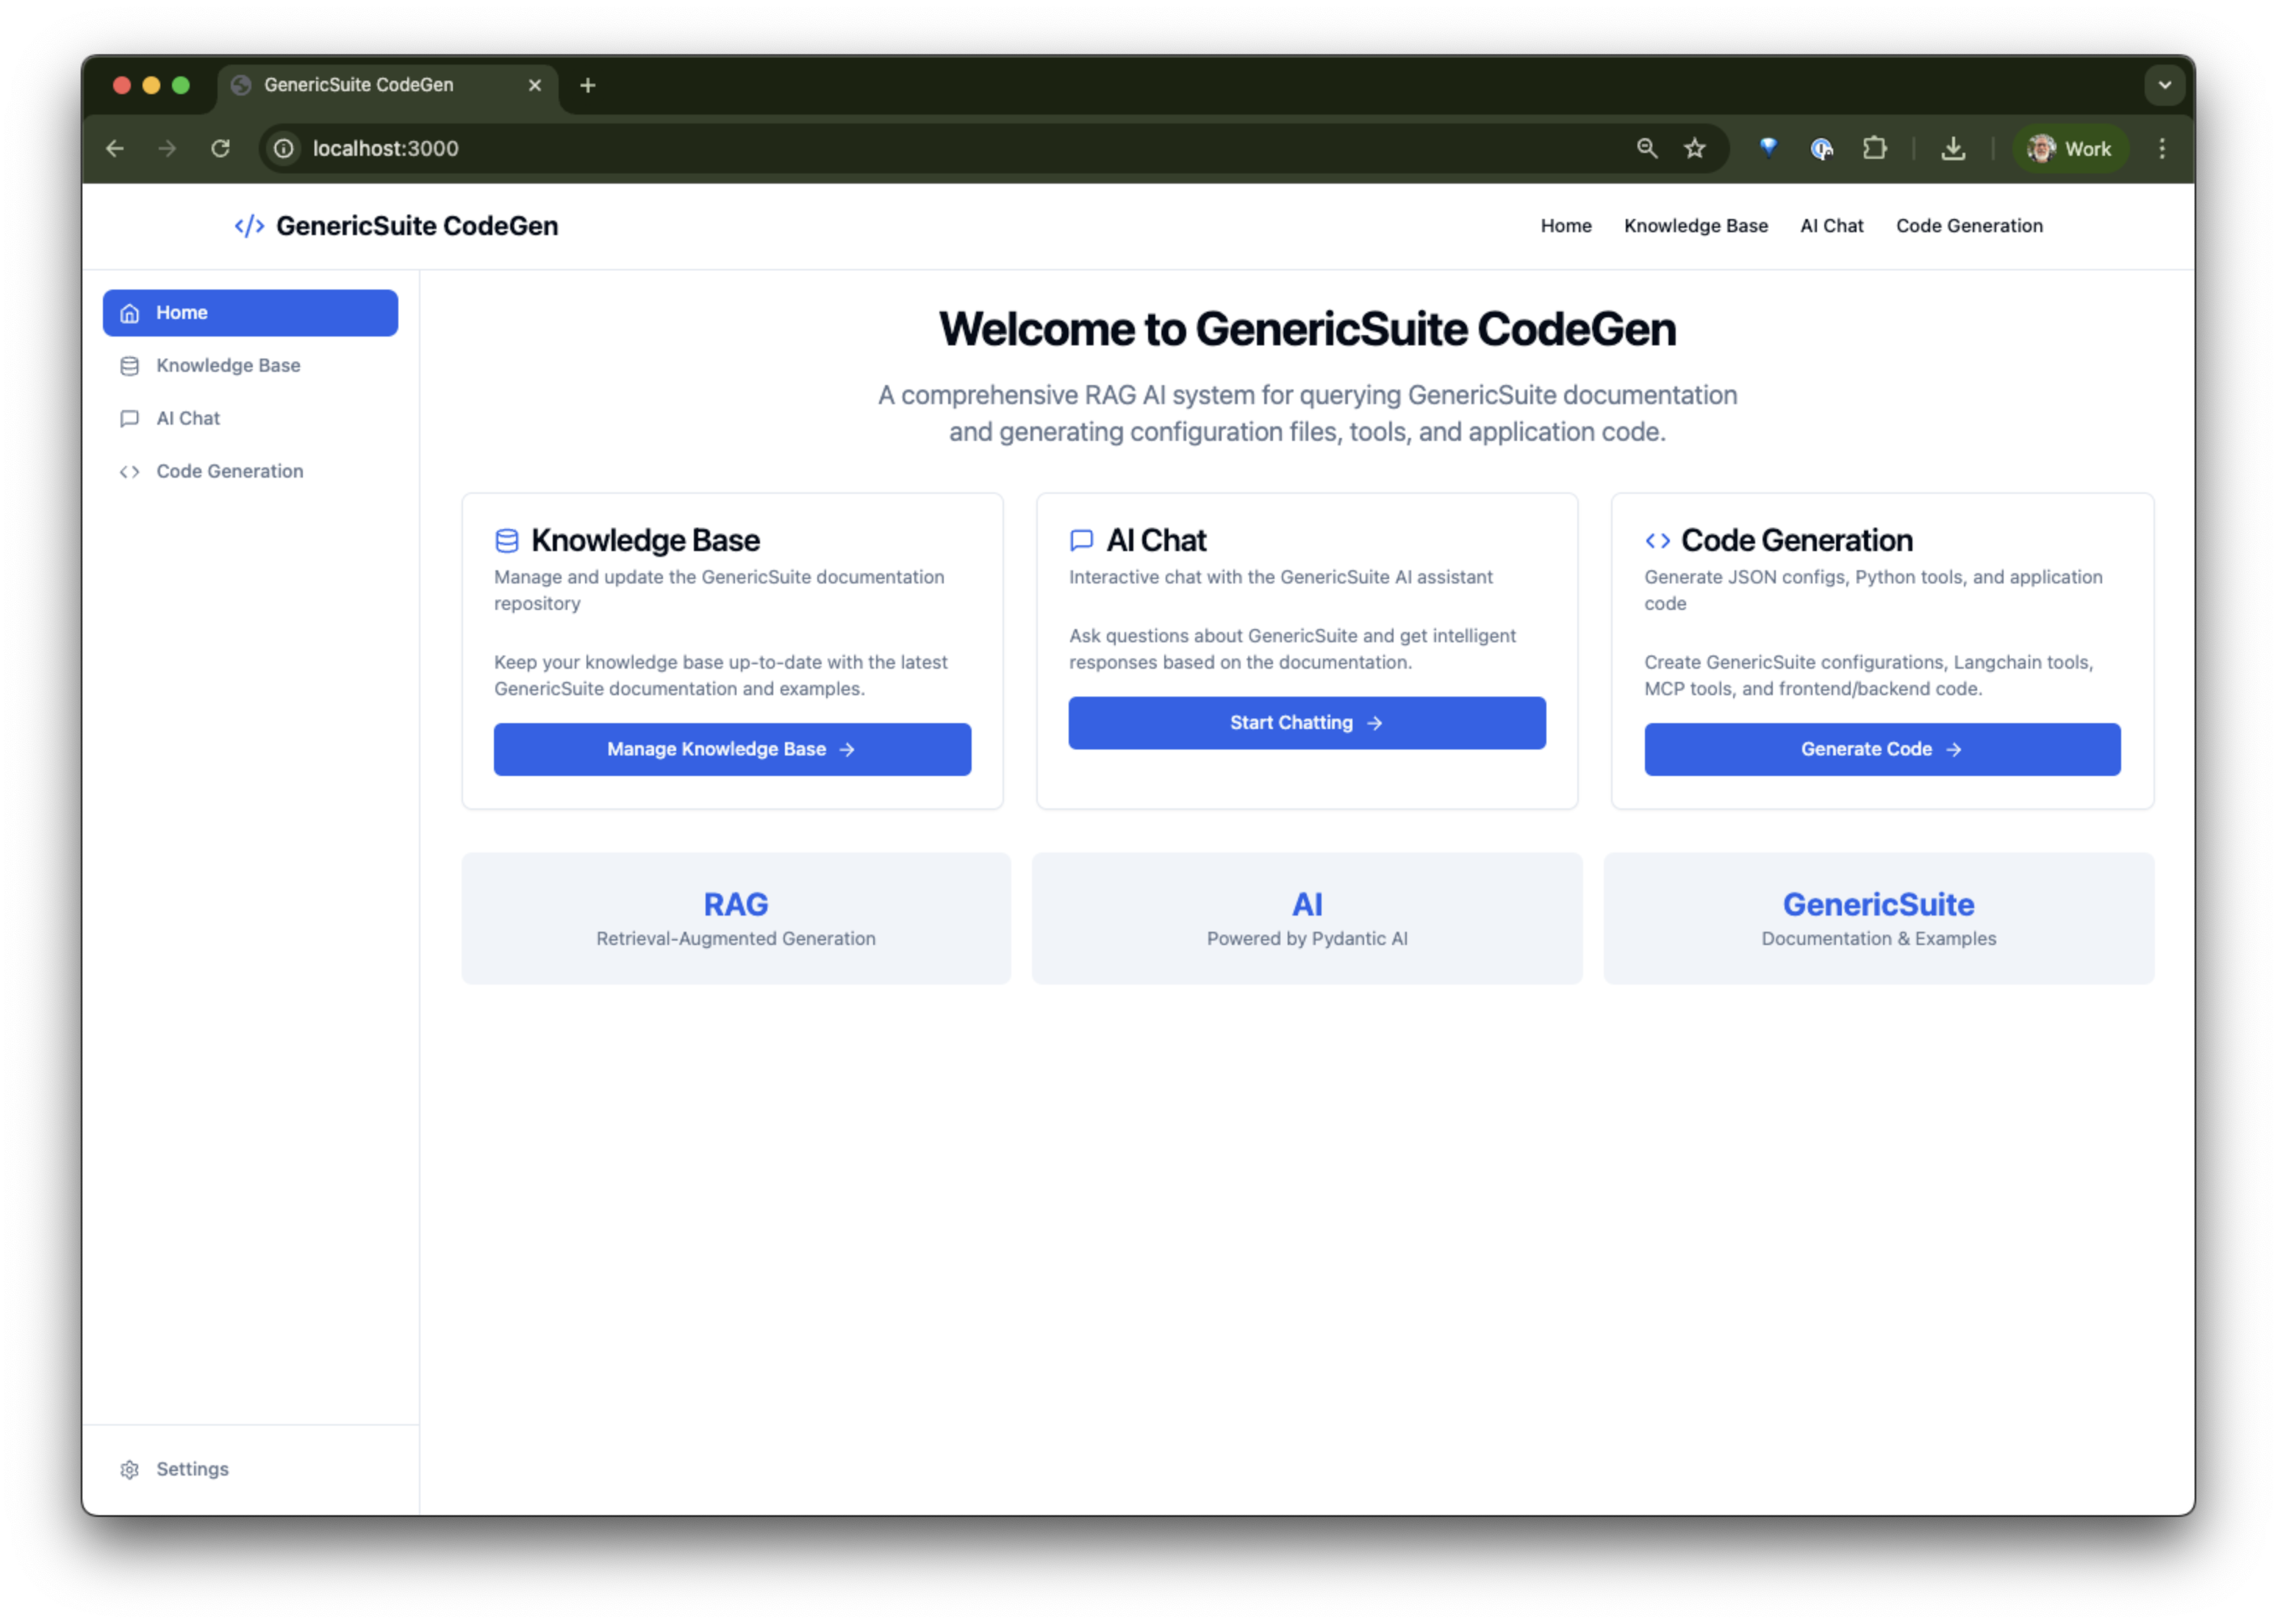 GenericSuite CodeGen
localhost:3000
Work
GenericSuite CodeGen
Home
Knowledge Base
AI Chat
Code Generation
Home
Knowledge Base
AI Chat
Code Generation
Settings
Welcome to GenericSuite CodeGen
A comprehensive RAG AI system for querying GenericSuite documentation
and generating configuration files, tools, and application code.
Knowledge Base
Manage and update the GenericSuite documentation
repository
Keep your knowledge base up-to-date with the latest
GenericSuite documentation and examples.
Manage Knowledge Base →
AI Chat
Interactive chat with the GenericSuite AI assistant
Ask questions about GenericSuite and get intelligent
responses based on the documentation.
Start Chatting →
Code Generation
Generate JSON configs, Python tools, and application
code
Create GenericSuite configurations, Langchain tools,
MCP tools, and frontend/backend code.
Generate Code →
RAG
Retrieval-Augmented Generation
AI
Powered by Pydantic AI
GenericSuite
Documentation & Examples